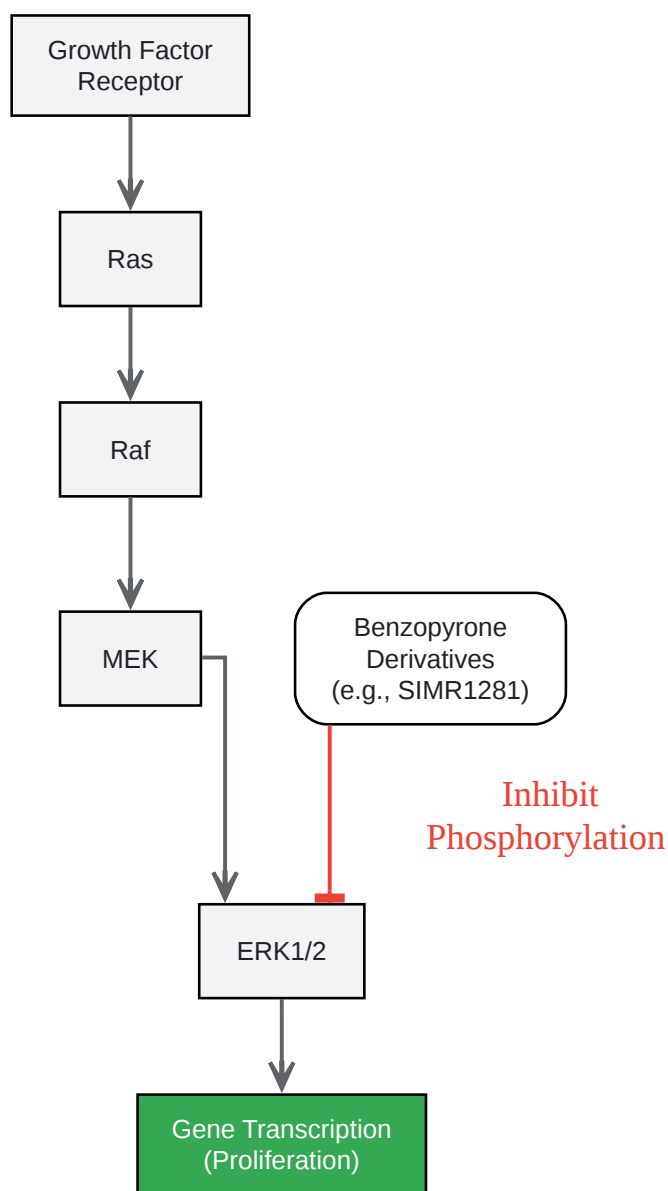 Growth Factor
Receptor
Ras
Raf
MEK
Benzopyrone
Derivatives
(e.g., SIMR1281)
Inhibit
Phosphorylation
ERK1/2
Gene Transcription
(Proliferation)